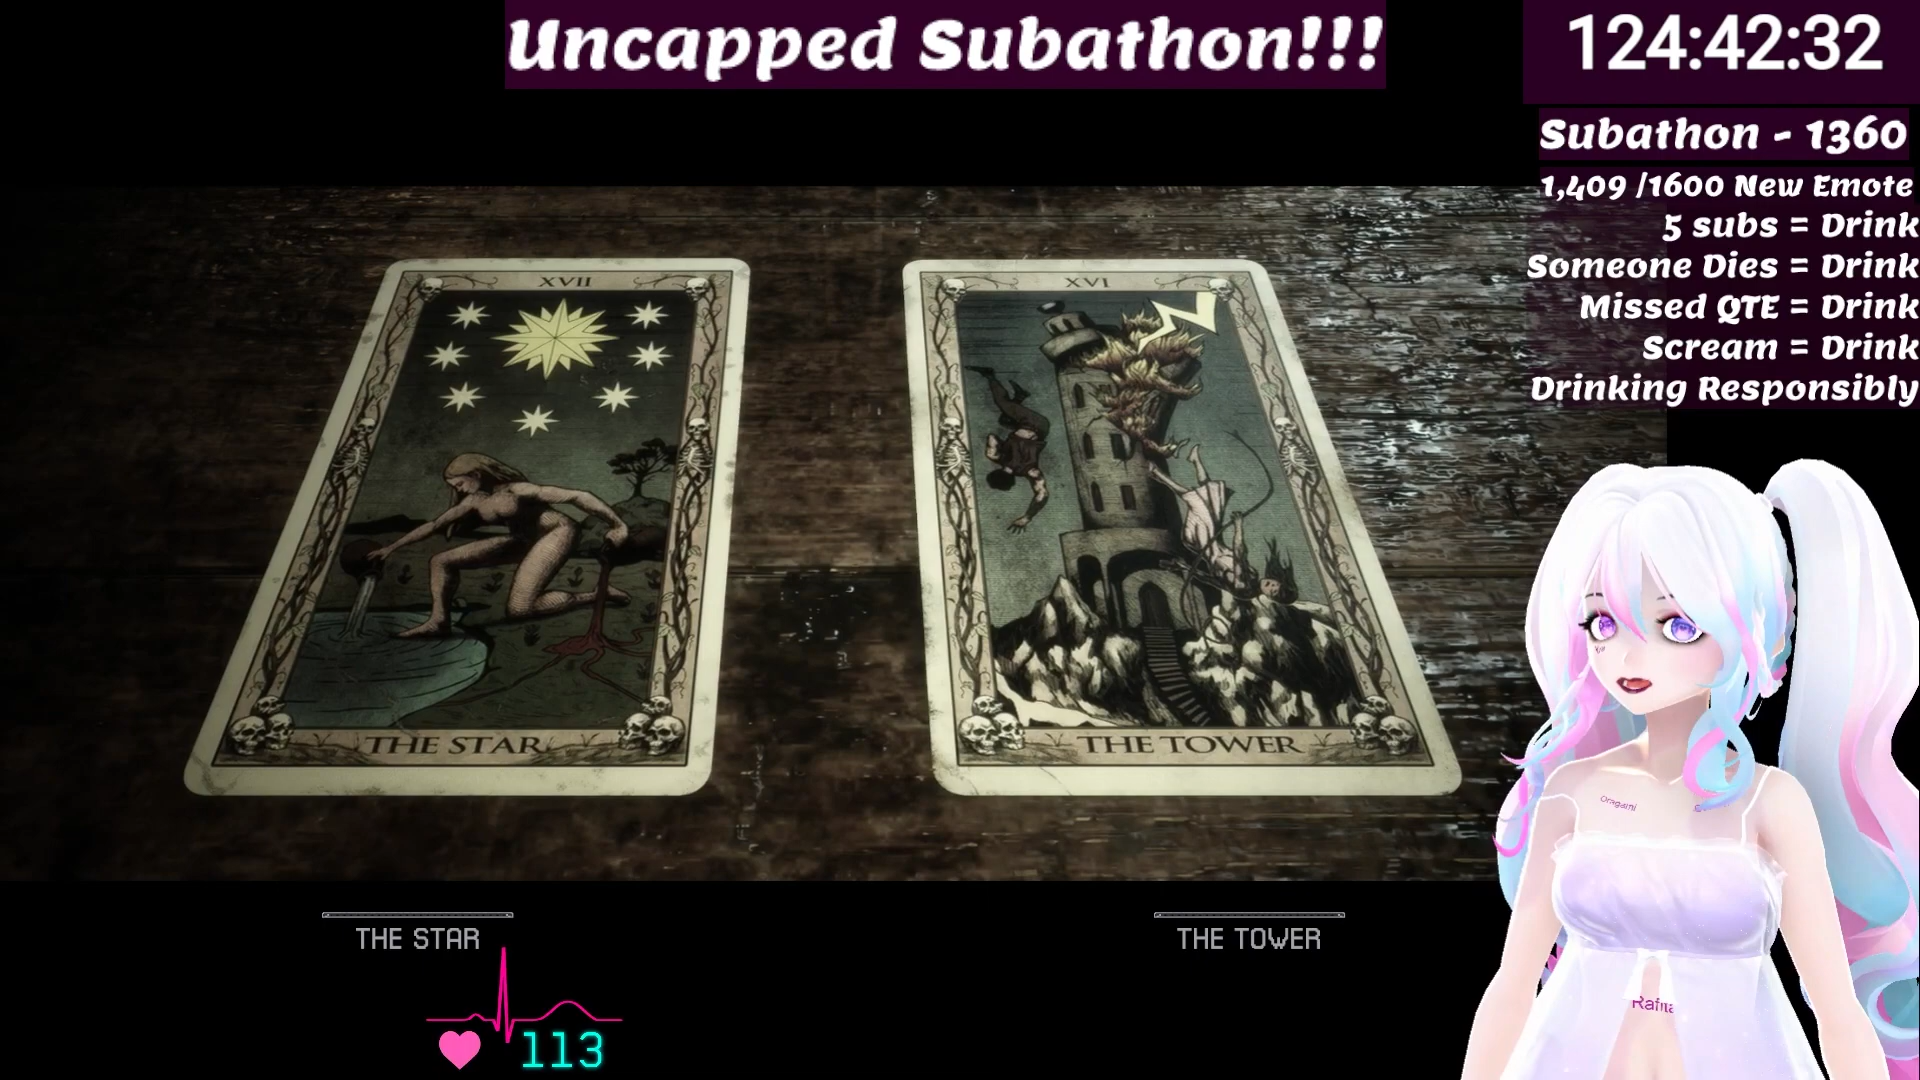 Uncapped Subathon!!!
124:42:32
Subathon - 1360
1,409 /1600 New Emote
5 subs = Drink
Someone Dies = Drink
Missed QTE = Drink
Scream = Drink
Drinking Responsibly
XVII
XVI
THE STAR
THE TOWER
Oragami
THE STAR
THE TOWER
113